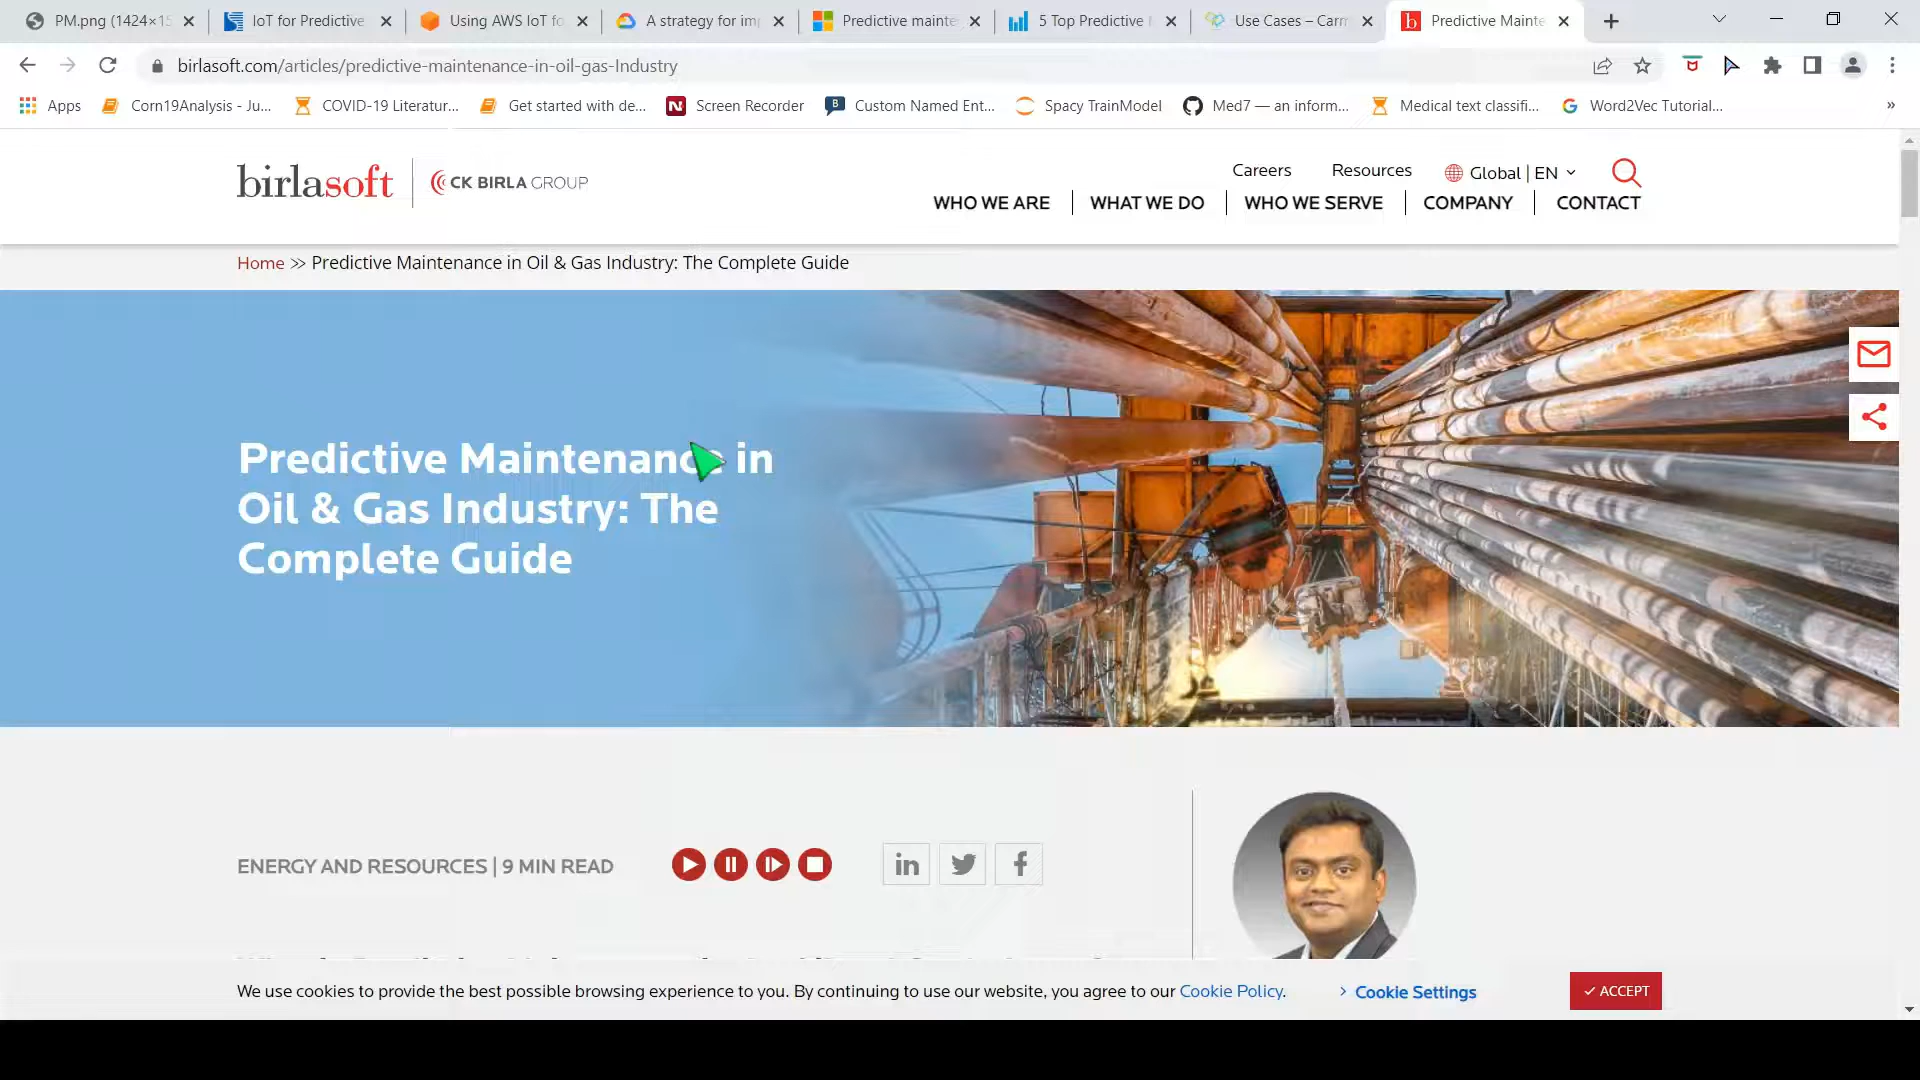 PM.png (1424×15
IoT for Predictive
Using AWS IoT fo
A strategy for imp
Predictive mainte
5 Top Predictive
Use Cases – Carm
Predictive Mainte
birlasoft.com/articles/predictive-maintenance-in-oil-gas-Industry
Apps
Corn19Analysis - Ju...
COVID-19 Literatur...
Get started with de...
Screen Recorder
Custom Named Ent...
Spacy TrainModel
Med7 — an inform...
Medical text classifi...
Word2Vec Tutorial...
»
birlasoft
CK BIRLA GROUP
Careers
Resources
Global | EN
WHO WE ARE
WHAT WE DO
WHO WE SERVE
COMPANY
CONTACT
Home >> Predictive Maintenance in Oil & Gas Industry: The Complete Guide
Predictive Maintenance in
Oil & Gas Industry: The
Complete Guide
ENERGY AND RESOURCES | 9 MIN READ
We use cookies to provide the best possible browsing experience to you. By continuing to use our website, you agree to our Cookie Policy.
Cookie Settings
ACCEPT